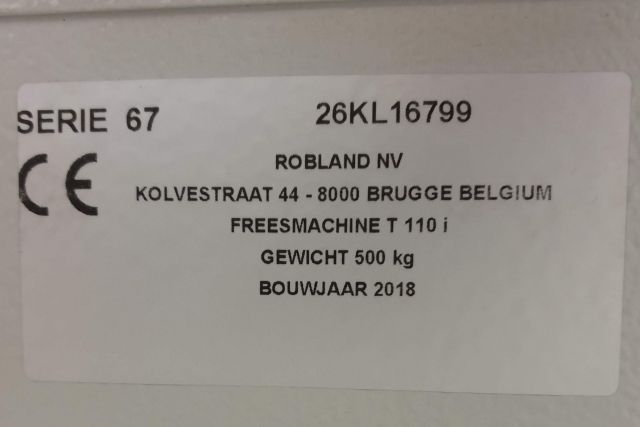 SERIE 67 26KL16799
CE
ROBLAND NV
KOLVESTRAAT 44 - 8000 BRUGGE BELGIUM
FREESMACHINE T 110 i
GEWICHT 500 kg
BOUWJAAR 2018